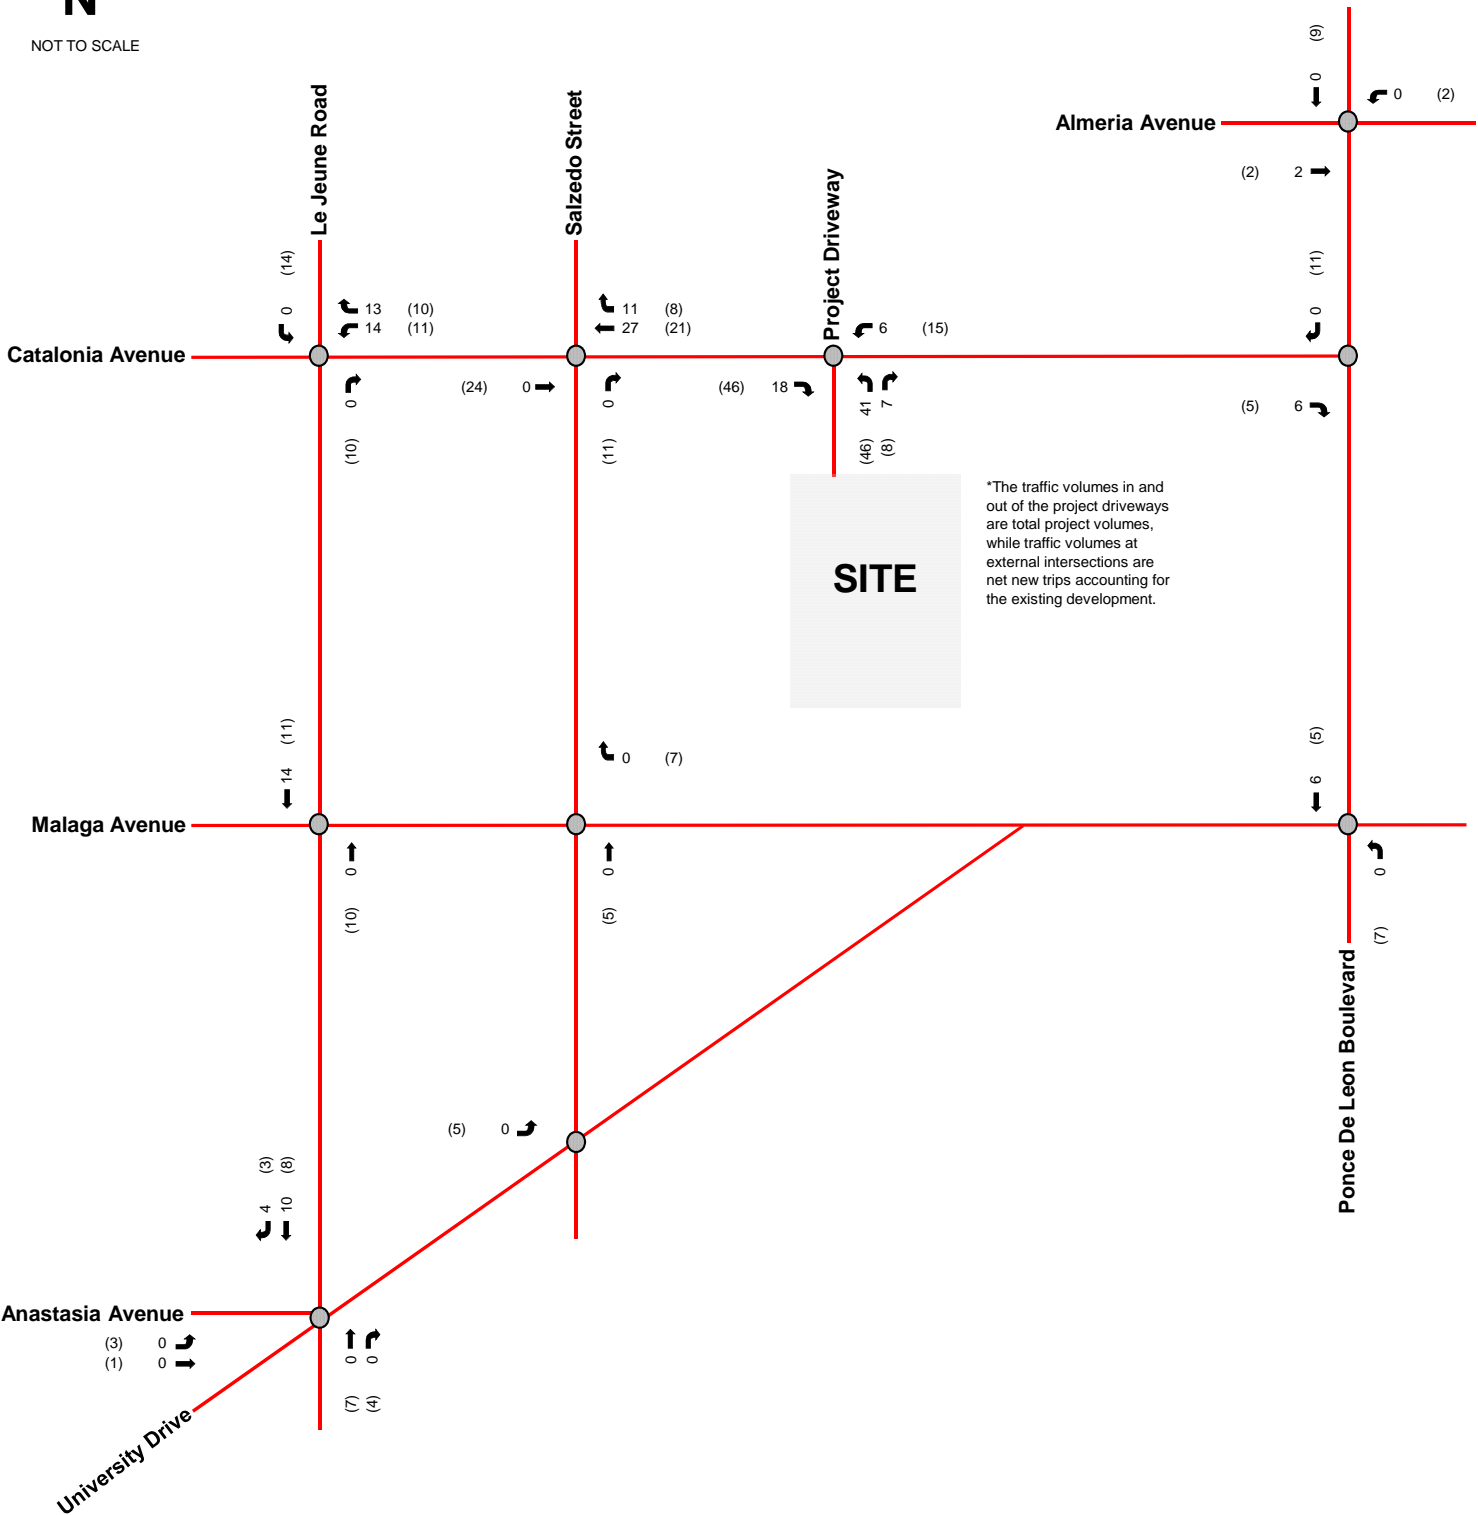 N
NOT TO SCALE
(9)
0
0 (2)
Almeria Avenue
(2) 2
Le Jeune Road
Salzedo Street
Project Driveway
(14)
0
13 (10)
14 (11)
11 (8)
27 (21)
6 (15)
(11)
0
Catalonia Avenue
0
(10)
(24) 0
0
(11)
(46) 18
41 7
(46) (8)
(5) 6
*The traffic volumes in and
out of the project driveways
are total project volumes,
while traffic volumes at
external intersections are
net new trips accounting for
the existing development.
SITE
(11)
14
0 (7)
(5)
6
Malaga Avenue
0
(10)
0
(5)
0
(7)
Ponce De Leon Boulevard
(5) 0
(3) (8)
4 10
Anastasia Avenue
(3) 0
(1) 0
0 0
(7) (4)
University Drive